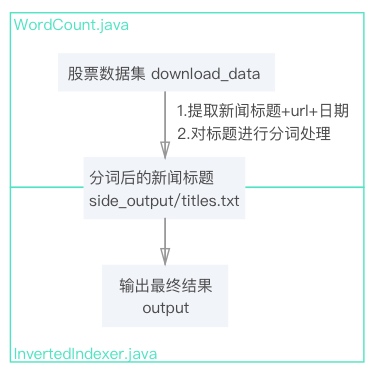 WordCount.java
股票数据集 download_data
1.提取新闻标题+url+日期
2.对标题进行分词处理
分词后的新闻标题
side_output/titles.txt
输出最终结果
output
InvertedIndexer.java